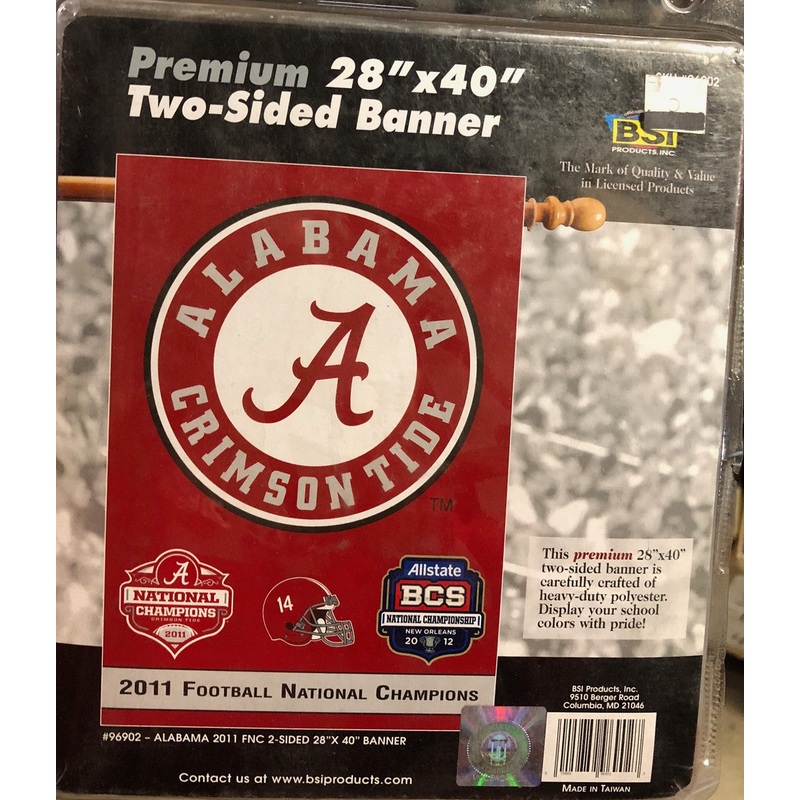 Premium 28"x40"
Two-Sided Banner
BSI
PRODUCTS, INC.
The Mark of Quality & Value
in Licensed Products
ALABAMA
A
CRIMSON TIDE
TM
A
NATIONAL
CHAMPIONS
CRIMSON TIDE
2011
14
Allstate
BCS
NATIONAL CHAMPIONSHIP
NEW ORLEANS
20 12
2011 FOOTBALL NATIONAL CHAMPIONS
This premium 28"x40"
two-sided banner is
carefully crafted of
heavy-duty polyester.
Display your school
colors with pride!
BSI Products, Inc.
9510 Berger Road
Columbia, MD 21046
#96902 – ALABAMA 2011 FNC 2-SIDED 28"X 40" BANNER
Contact us at www.bsiproducts.com
MADE IN TAIWAN